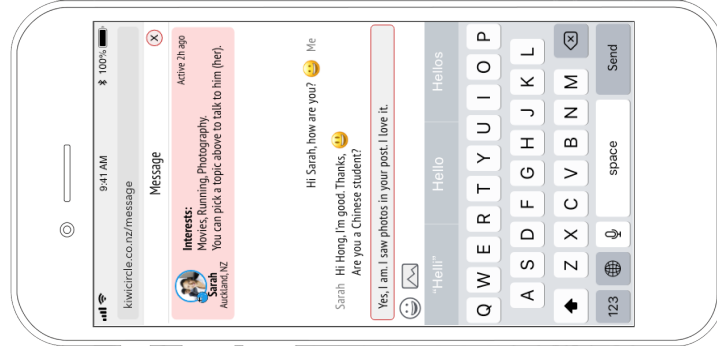 9:41 AM 100%
kiwicircle.co.nz/message
Message X
Active 2h ago
Interests:
Movies, Running, Photography.
You can pick a topic above to talk to him (her).
Sarah
Auckland, NZ
Hi Sarah, how are you? 😀 Me
Sarah Hi Hong, I'm good. Thanks, 😀
Are you a Chinese student?
Yes, I am. I saw photos in your post. I love it.
"Helli" Hello Hellos
Q W E R T Y U I O P
A S D F G H J K L
Z X C V B N M
123 space Send